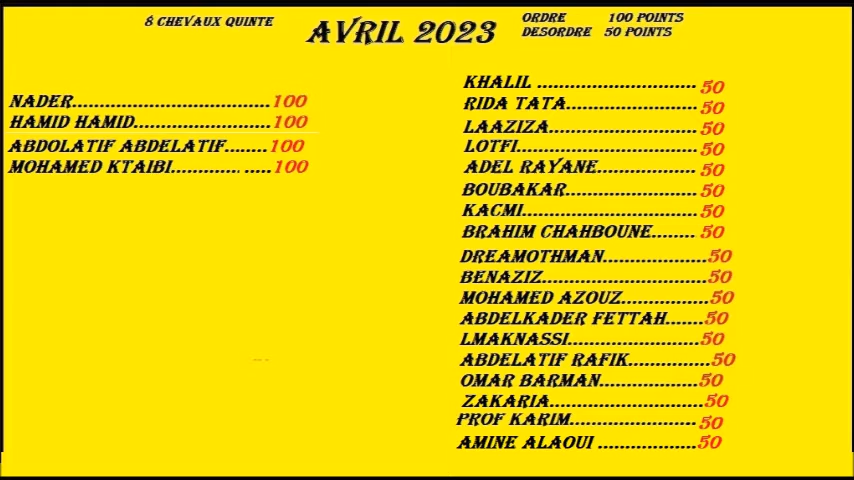 8 CHEVAUX QUINTE
AVRIL 2023
ORDRE 100 POINTS
DESORDRE 50 POINTS
NADER.................................100
HAMID HAMID.......................100
ABDOLATIF ABDELATIF........100
MOHAMED KTAIBI............. .....100
KHALIL ........................... 50
RIDA TATA...................... 50
LAAZIZA......................... 50
LOTFI.............................. 50
ADEL RAYANE................. 50
BOUBAKAR...................... 50
KACMI............................. 50
BRAHIM CHAHBOUNE........ 50
DREAMOTHMAN..................50
BENAZIZ............................50
MOHAMED AZOUZ...............50
ABDELKADER FETTAH.......50
LMAKNASSI.......................50
ABDELATIF RAFIK..............50
OMAR BARMAN.................50
ZAKARIA...........................50
PROF KARIM..................... 50
AMINE ALAOUI .................50